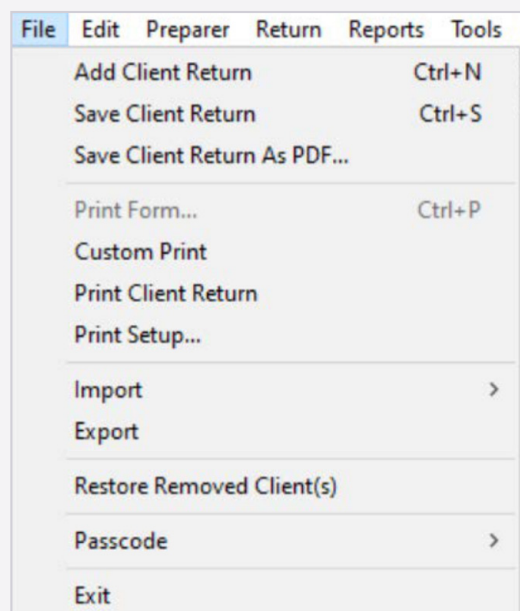 File Edit Preparer Return Reports Tools
Add Client Return Ctrl+N
Save Client Return Ctrl+S
Save Client Return As PDF...
Print Form... Ctrl+P
Custom Print
Print Client Return
Print Setup...
Import >
Export
Restore Removed Client(s)
Passcode >
Exit